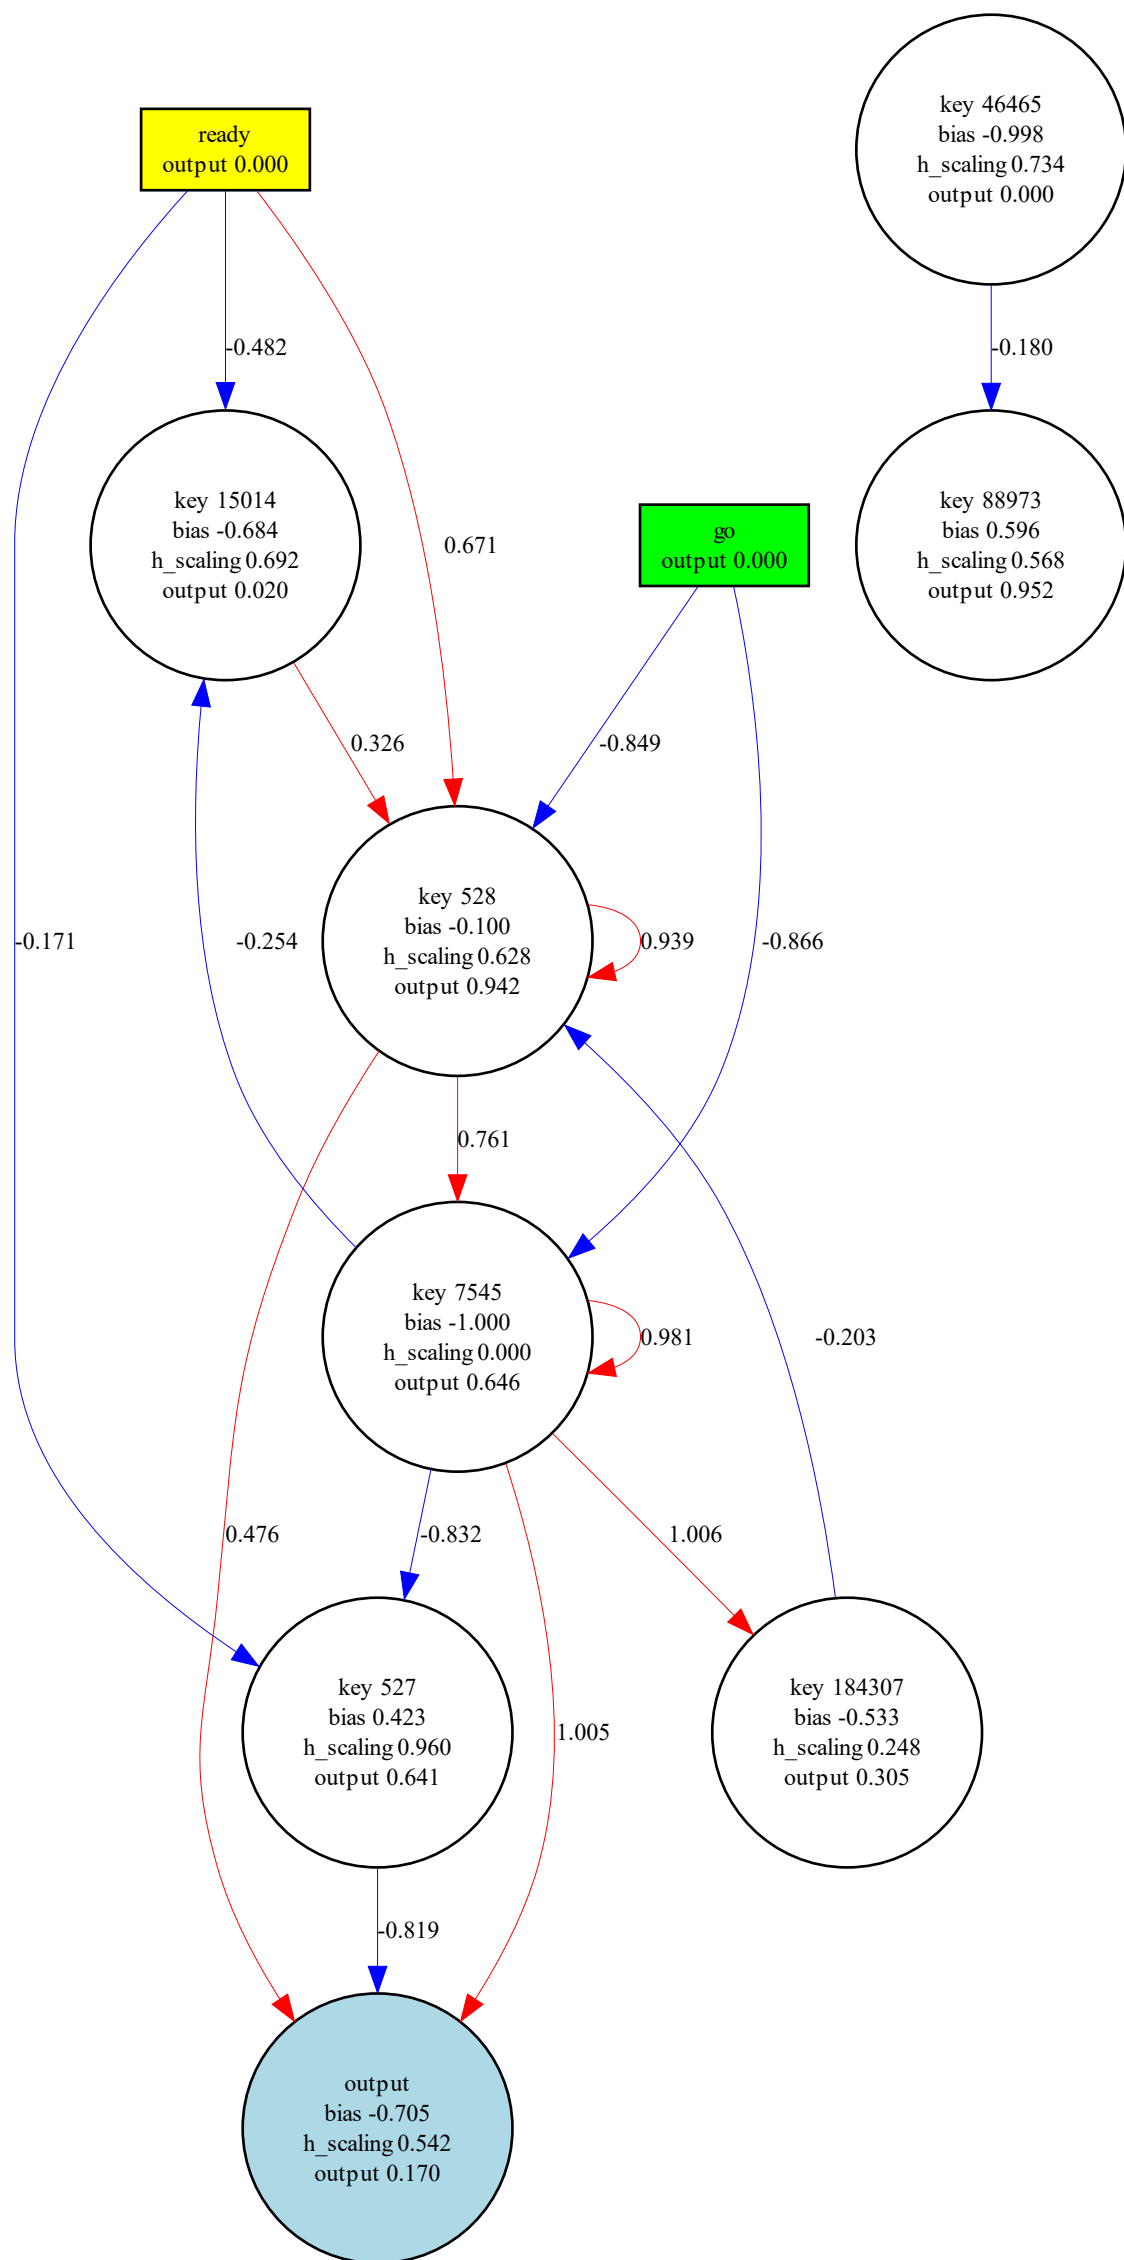 key 46465
bias -0.998
h_scaling 0.734
output 0.000
ready
output 0.000
-0.482
-0.180
key 15014
bias -0.684
h_scaling 0.692
output 0.020
0.671
go
output 0.000
key 88973
bias 0.596
h_scaling 0.568
output 0.952
0.326
-0.849
-0.171
-0.254
key 528
bias -0.100
h_scaling 0.628
output 0.942
0.939
-0.866
0.761
key 7545
bias -1.000
h_scaling 0.000
output 0.646
0.981
-0.203
0.476
-0.832
1.006
key 527
bias 0.423
h_scaling 0.960
output 0.641
1.005
key 184307
bias -0.533
h_scaling 0.248
output 0.305
-0.819
output
bias -0.705
h_scaling 0.542
output 0.170